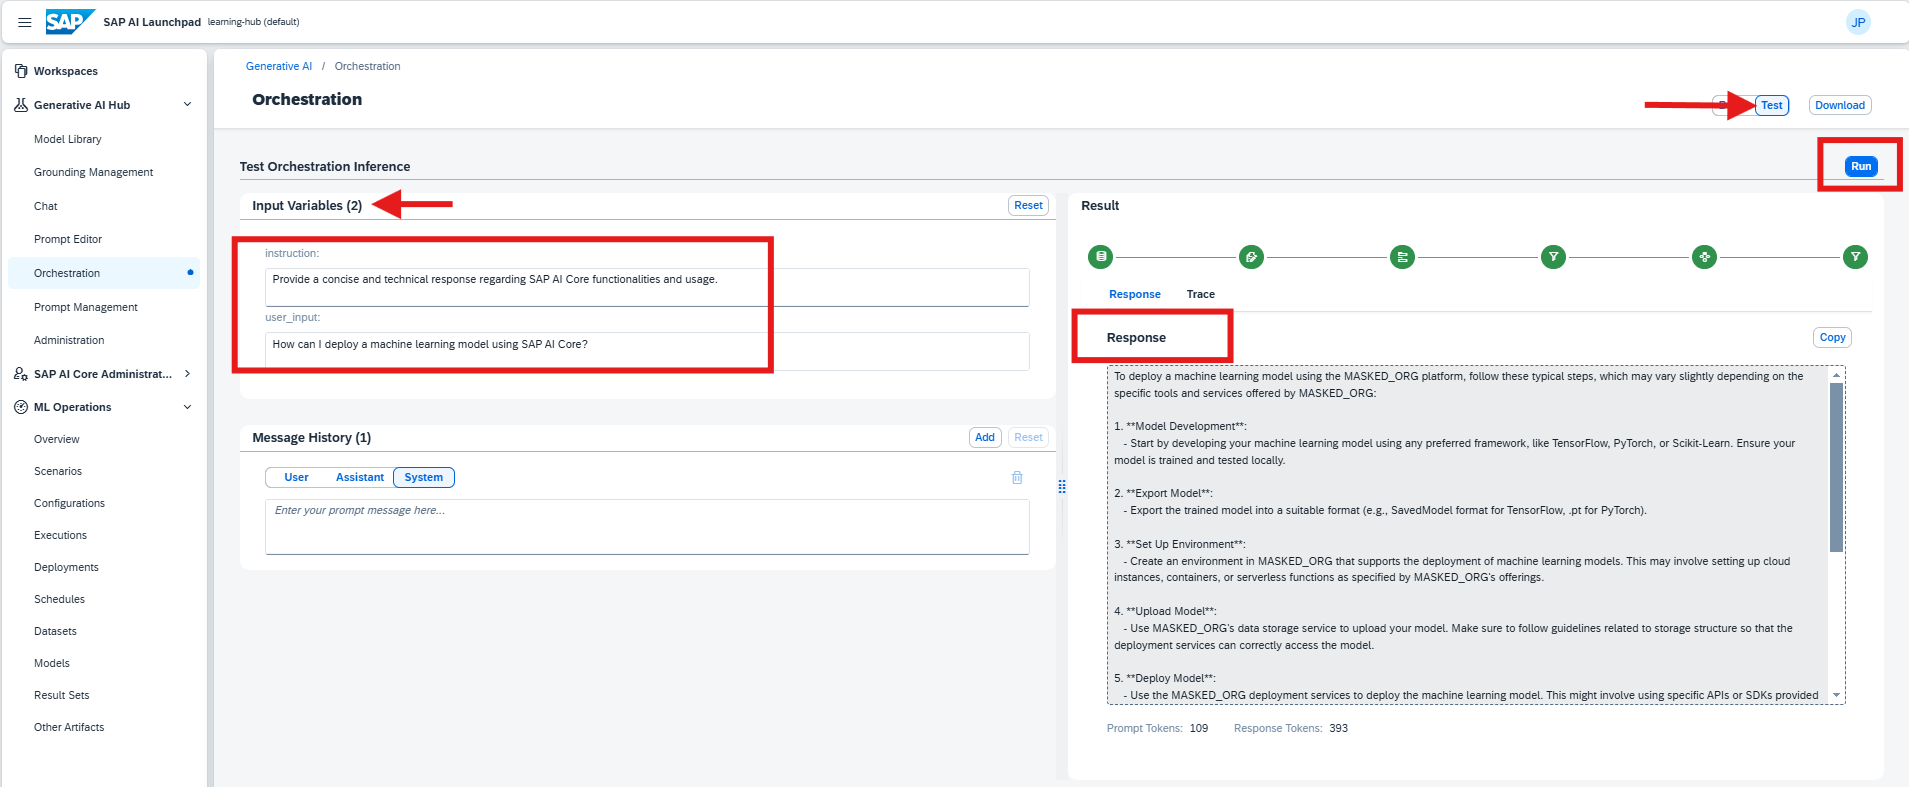 SAP SAP AI Launchpad learning-hub (default) JP
Workspaces
Generative AI Hub
Model Library
Grounding Management
Chat
Prompt Editor
Orchestration
Prompt Management
Administration
SAP AI Core Administrat...
ML Operations
Overview
Scenarios
Configurations
Executions
Deployments
Schedules
Datasets
Models
Result Sets
Other Artifacts
Generative AI / Orchestration
Orchestration
Test Download
Test Orchestration Inference
Run
Input Variables (2) Reset
instruction:
Provide a concise and technical response regarding SAP AI Core functionalities and usage.
user_input:
How can I deploy a machine learning model using SAP AI Core?
Message History (1) Add Reset
User Assistant System
Enter your prompt message here...
Result
Response Trace
Response Copy
To deploy a machine learning model using the MASKED_ORG platform, follow these typical steps, which may vary slightly depending on the
specific tools and services offered by MASKED_ORG:
1. **Model Development**:
- Start by developing your machine learning model using any preferred framework, like TensorFlow, PyTorch, or Scikit-Learn. Ensure your
model is trained and tested locally.
2. **Export Model**:
- Export the trained model into a suitable format (e.g., SavedModel format for TensorFlow, .pt for PyTorch).
3. **Set Up Environment**:
- Create an environment in MASKED_ORG that supports the deployment of machine learning models. This may involve setting up cloud
instances, containers, or serverless functions as specified by MASKED_ORG's offerings.
4. **Upload Model**:
- Use MASKED_ORG's data storage service to upload your model. Make sure to follow guidelines related to storage structure so that the
deployment services can correctly access the model.
5. **Deploy Model**:
- Use the MASKED_ORG deployment services to deploy the machine learning model. This might involve using specific APIs or SDKs provided
Prompt Tokens: 109 Response Tokens: 393